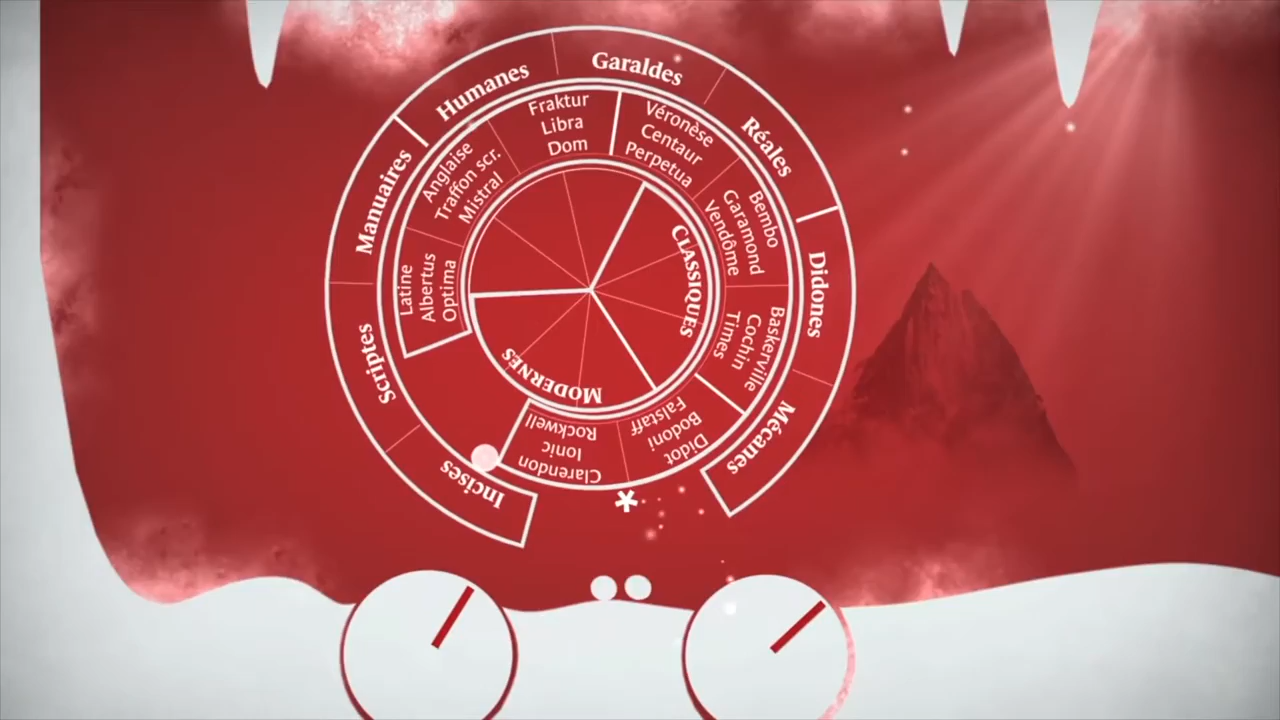 Humanes
Garaldes
Réales
Didones
Mécanes
Incises
Scriptes
Manuaires
Fraktur
Libra
Dom
Véronèse
Centaur
Perpetua
Bembo
Garamond
Vendôme
Baskerville
Cochin
Times
Didot
Bodoni
Falstaff
Clarendon
Ionic
Rockwell
Latine
Albertus
Optima
Anglaise
Traffon scr.
Mistral
CLASSIQUES
MODERNES
*